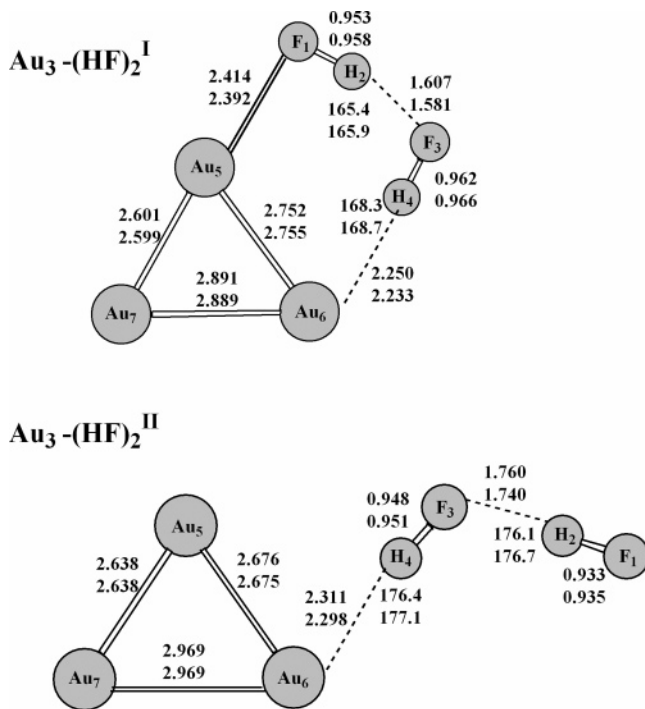 Au3 -(HF)2 I
0.953
0.958
F1
H2
2.414
2.392
1.607
1.581
165.4
165.9
F3
Au5
0.962
0.966
H4
168.3
168.7
2.601
2.599
2.752
2.755
2.891
2.889
2.250
2.233
Au7
Au6
Au3 -(HF)2 II
1.760
1.740
0.948
0.951
F3
Au5
176.1
176.7
H2
F1
H4
0.933
0.935
2.638
2.638
2.676
2.675
2.311
2.298
176.4
177.1
2.969
2.969
Au7
Au6